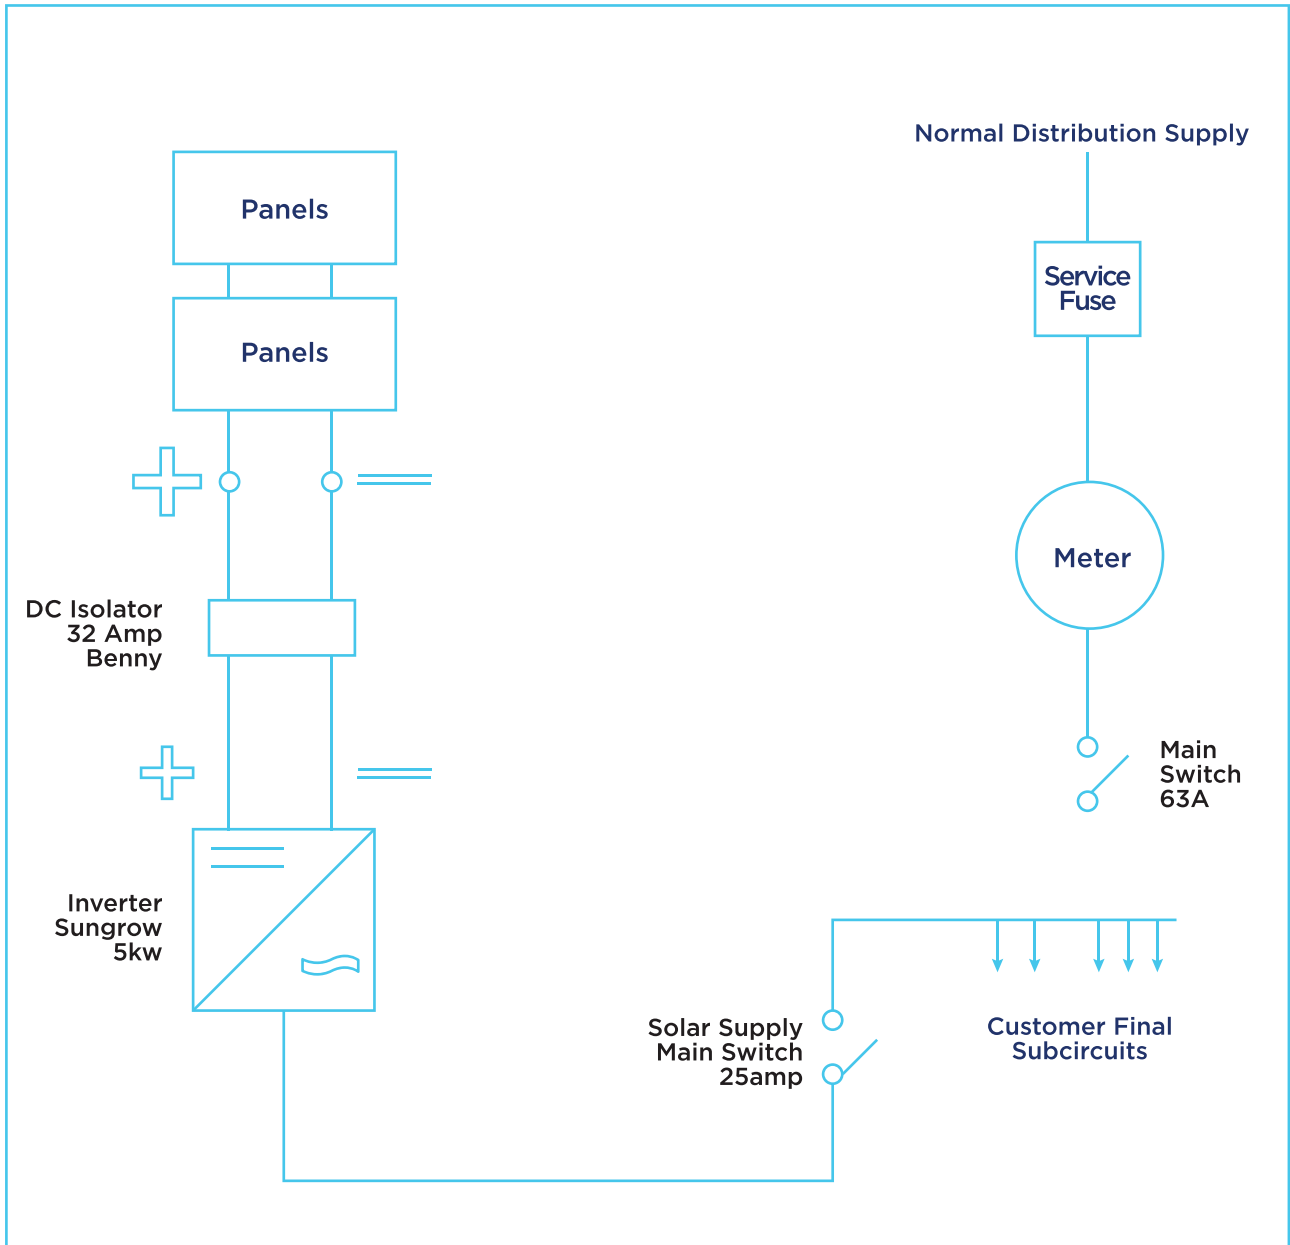 Normal Distribution Supply
Panels
Service
Fuse
Panels
Meter
DC Isolator
32 Amp
Benny
Main
Switch
63A
Inverter
Sungrow
5kw
Solar Supply
Main Switch
25amp
Customer Final
Subcircuits